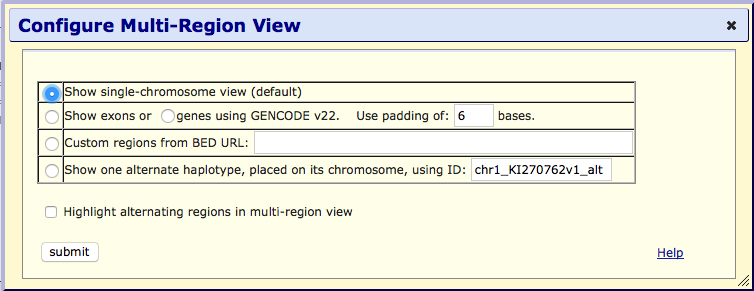 Configure Multi-Region View
Show single-chromosome view (default)
Show exons or genes using GENCODE v22. Use padding of: 6 bases.
Custom regions from BED URL:
Show one alternate haplotype, placed on its chromosome, using ID: chr1_KI270762v1_alt
Highlight alternating regions in multi-region view
submit Help